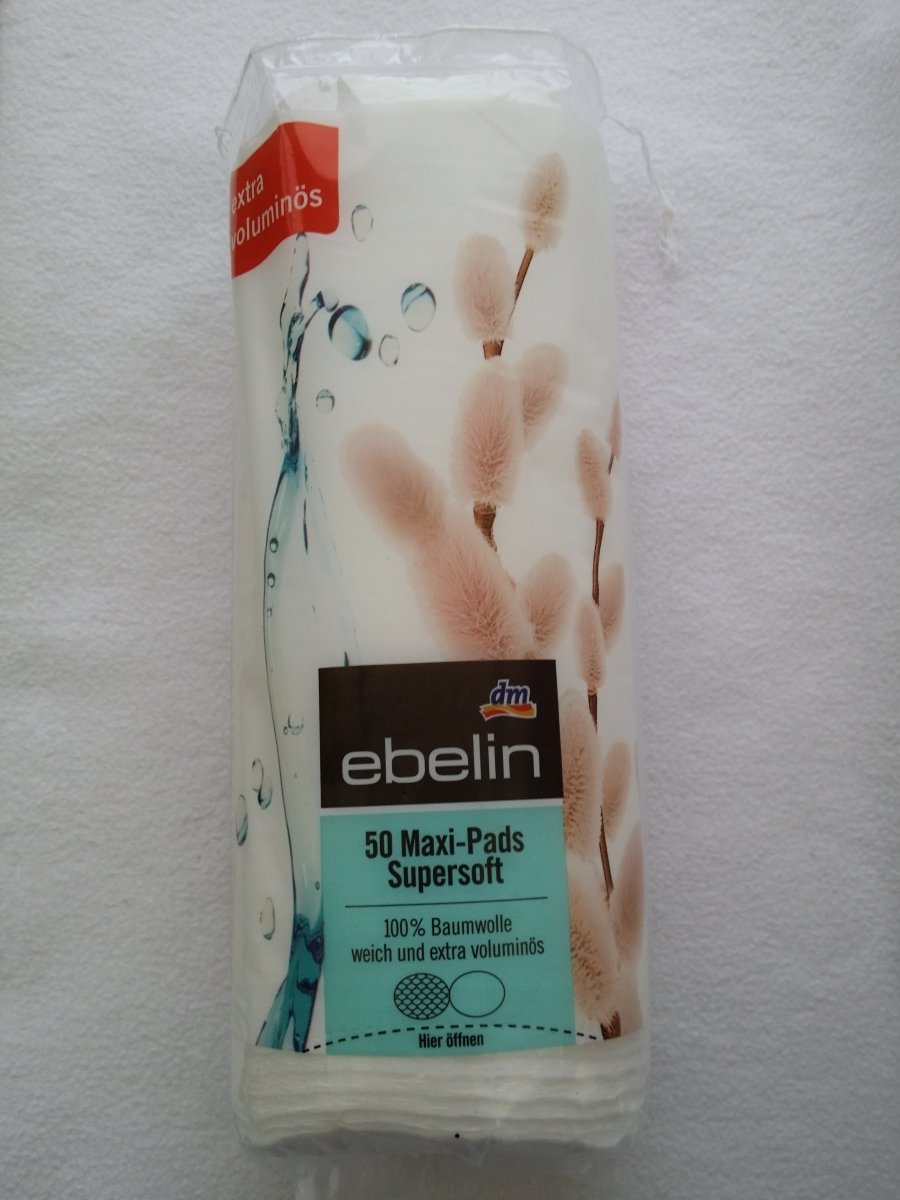 extra
voluminös
dm
ebelin
50 Maxi-Pads
Supersoft
100% Baumwolle
weich und extra voluminös
Hier öffnen